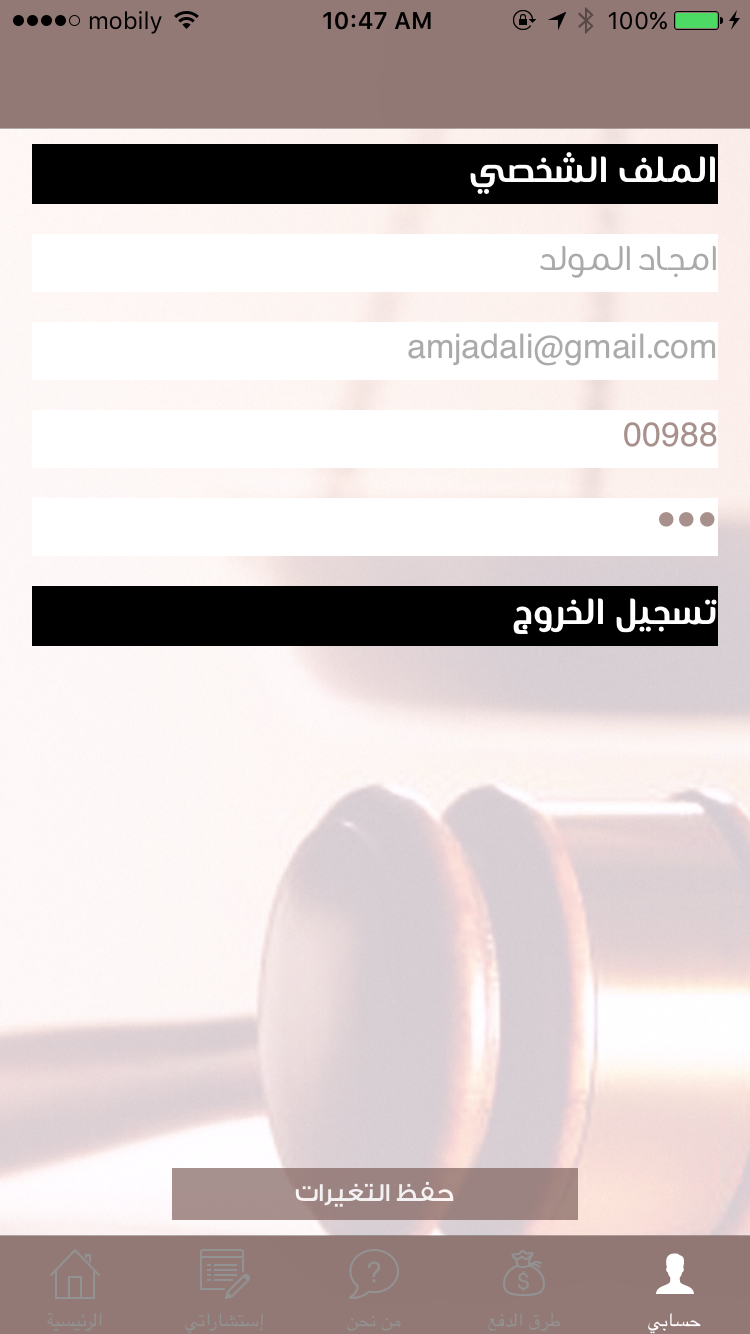 mobily 10:47 AM 100%
الملف الشخصي
امجاد المولد
amjadali@gmail.com
00988
•••
تسجيل الخروج
حفظ التغيرات
حسابي طرق الدفع من نحن إستشاراتي الرئيسية